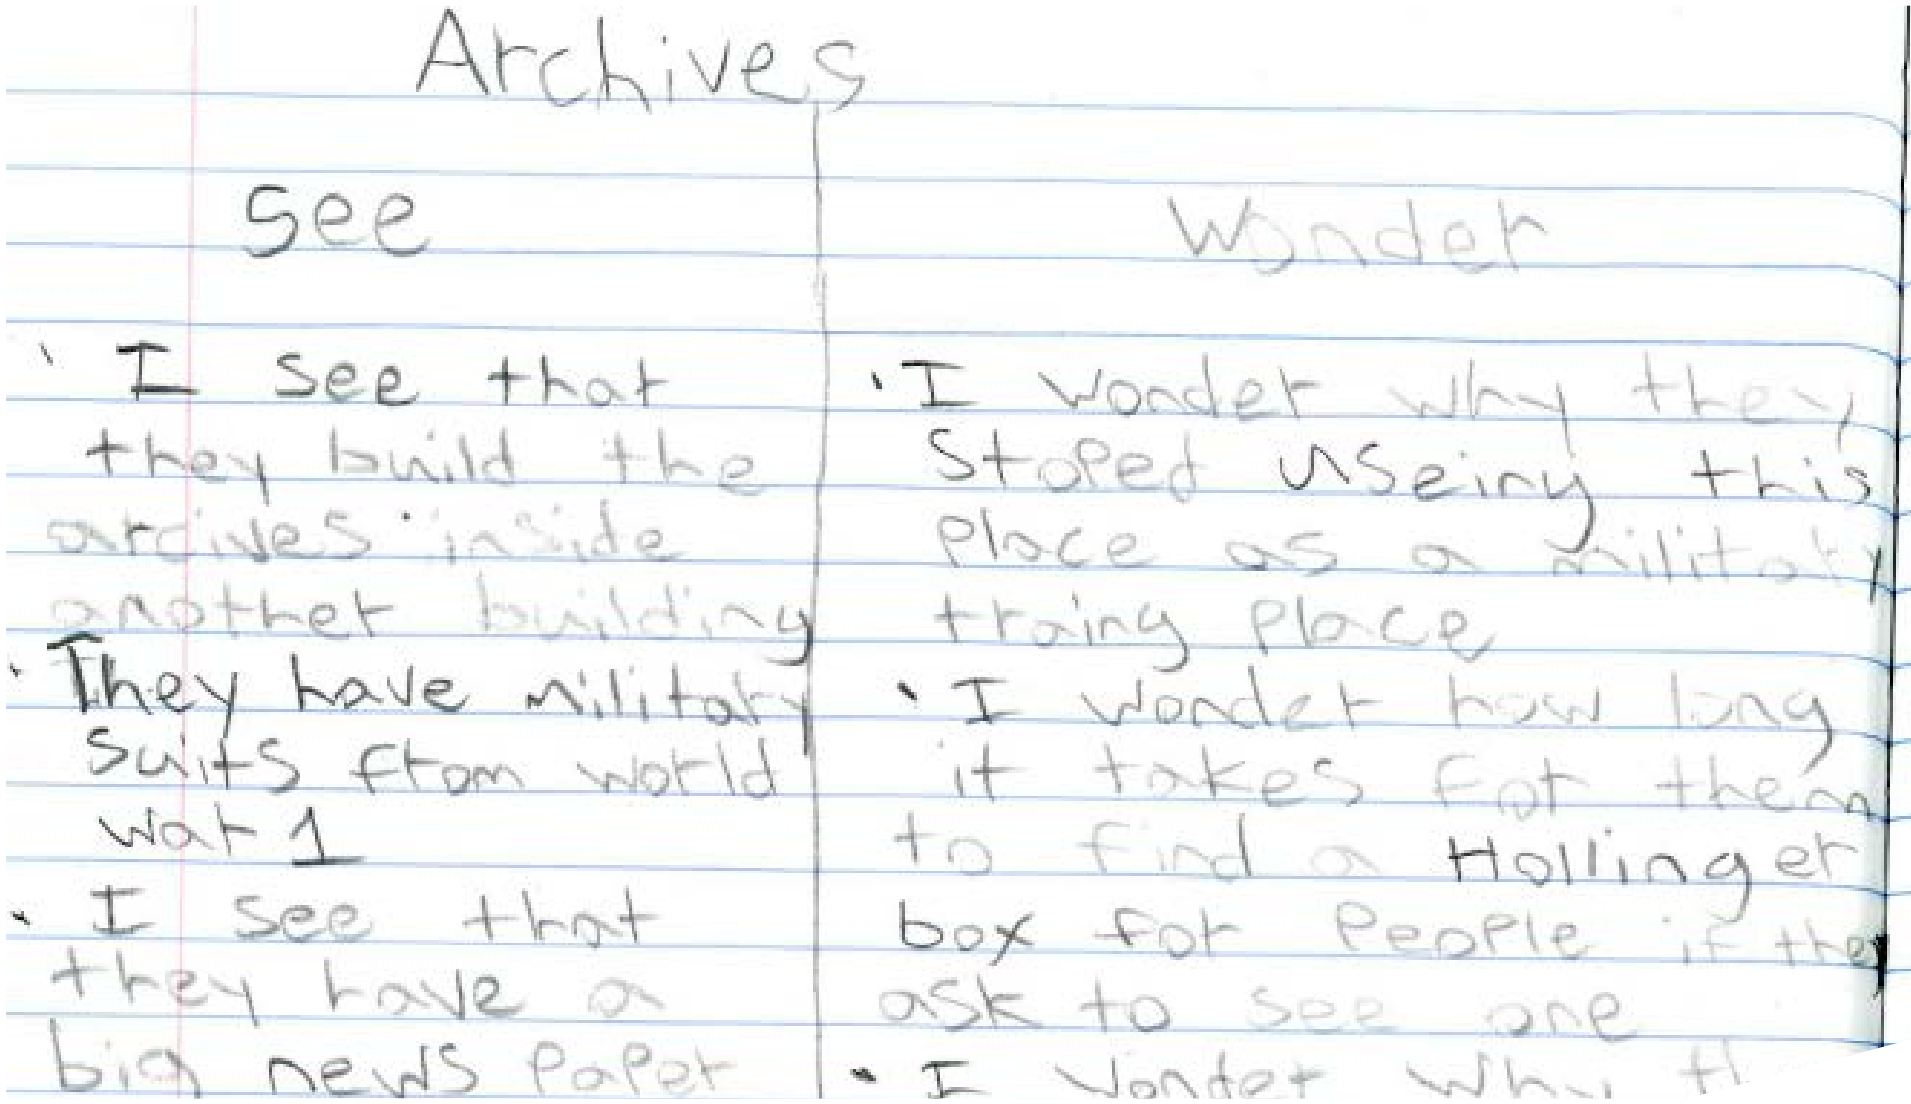 Archives
see
I see that
they build the
arcives inside
another building
They have military
suits from world
war 1
I see that
they have a
big news paper
Wonder
I wonder why they
stoped useing this
place as a military
traing place
I wonder how long
it takes for them
to find a Hollinger
box for people if they
ask to see one
I wonder why